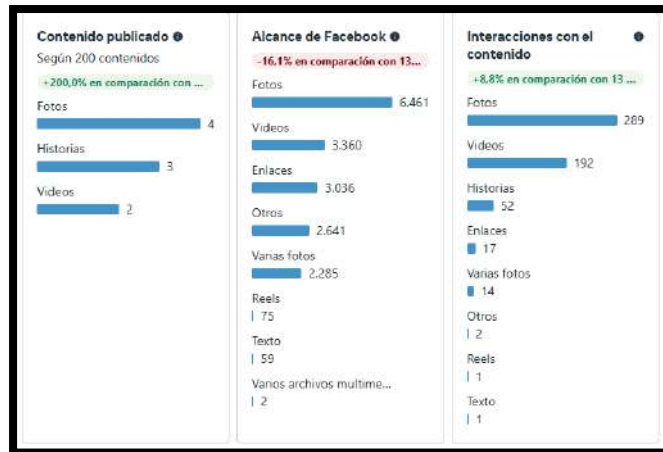 Contenido publicado
Según 200 contenidos
+200,0% en comparación con ...
Fotos
4
Historias
3
Videos
2
Alcance de Facebook
-16,1% en comparación con 13...
Fotos
6.461
Videos
3.360
Enlaces
3.036
Otros
2.641
Varias fotos
2.285
Reels
75
Texto
59
Varios archivos multime...
2
Interacciones con el
contenido
+8,8% en comparación con 13 ...
Fotos
289
Videos
192
Historias
52
Enlaces
17
Varias fotos
14
Otros
2
Reels
1
Texto
1